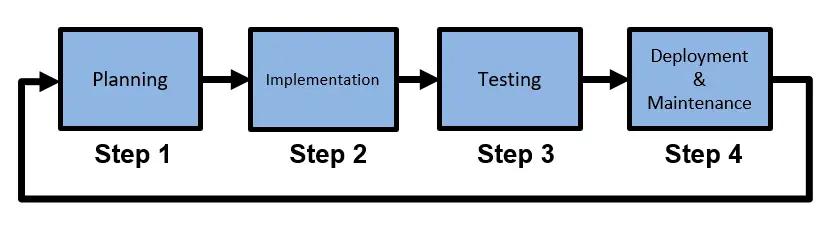 Planning
Implementation
Testing
Deployment
&
Maintenance
Step 1
Step 2
Step 3
Step 4